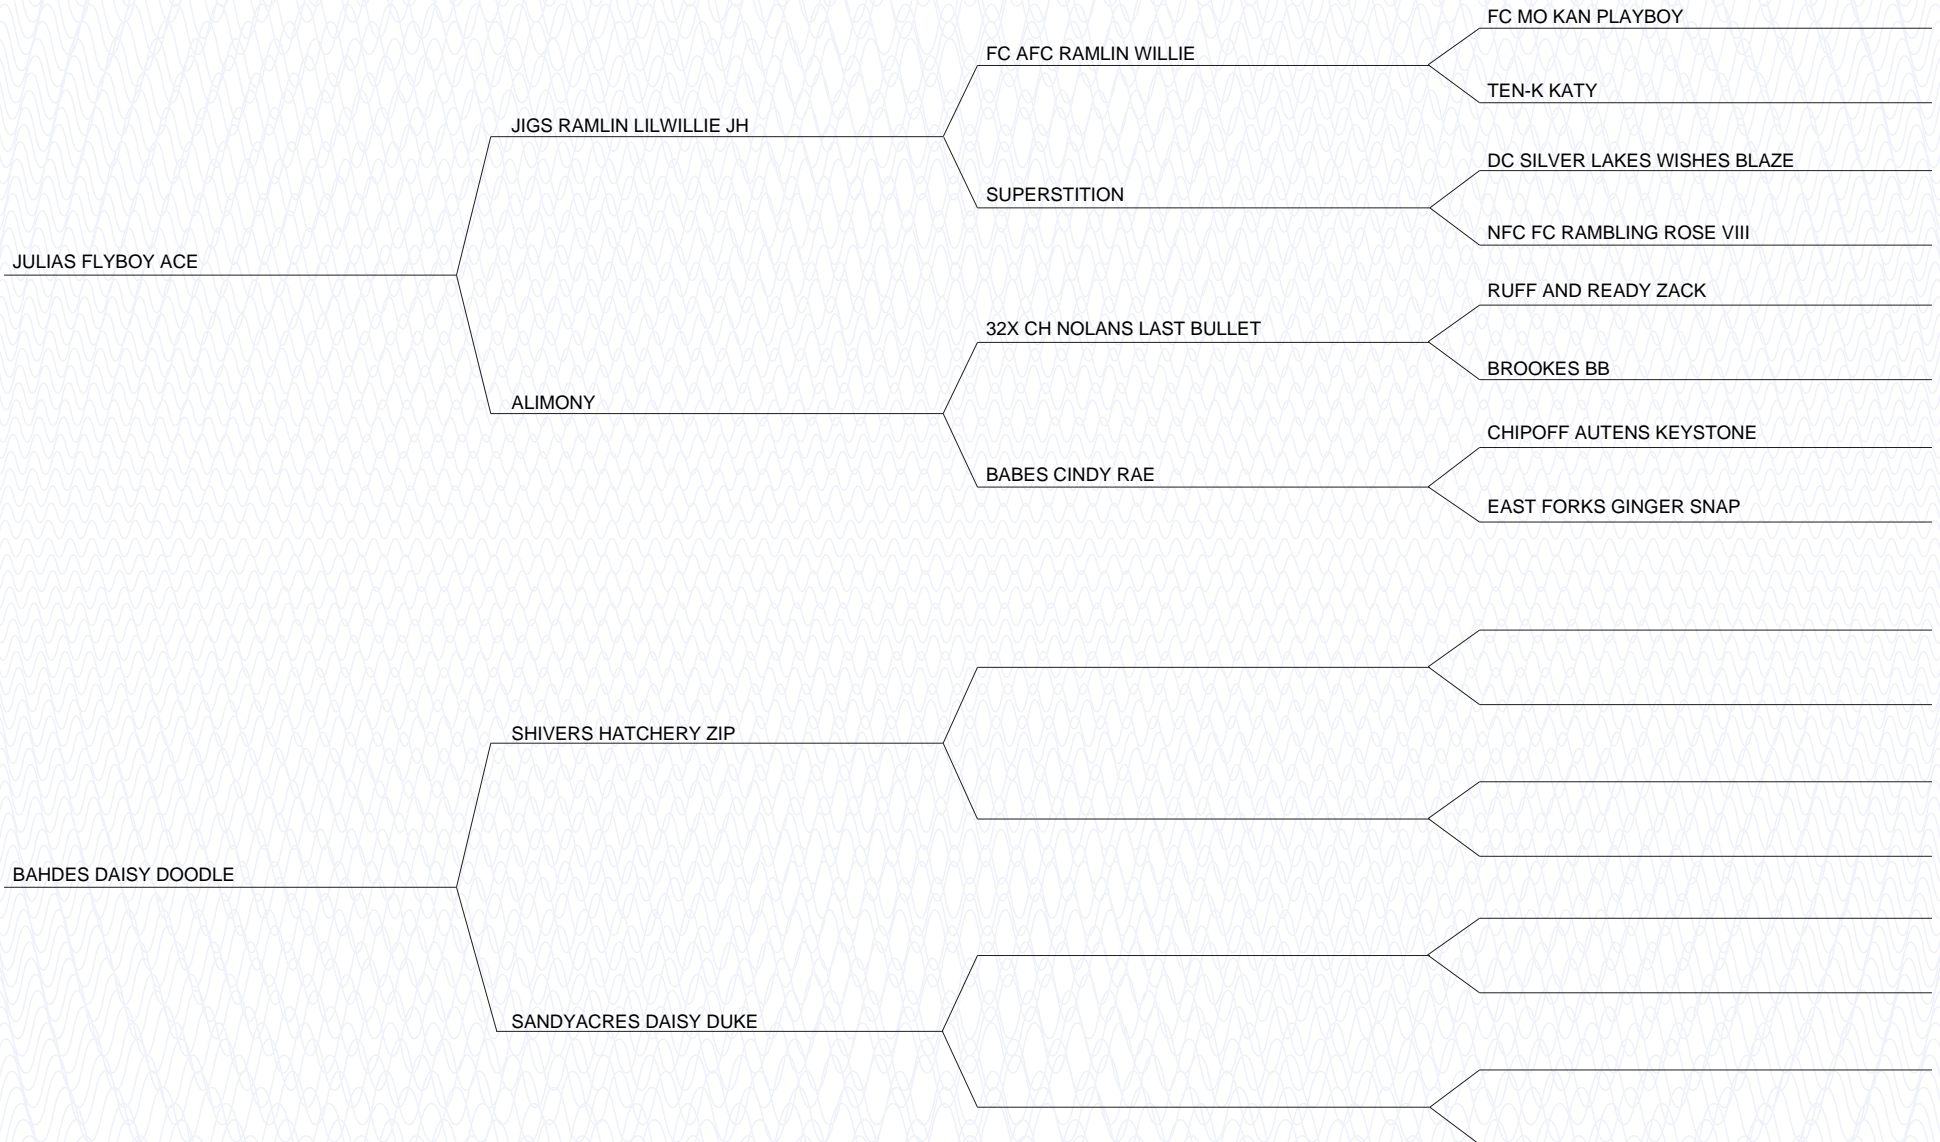 FC MO KAN PLAYBOY
FC AFC RAMLIN WILLIE
TEN-K KATY
JIGS RAMLIN LILWILLIE JH
DC SILVER LAKES WISHES BLAZE
SUPERSTITION
NFC FC RAMBLING ROSE VIII
JULIAS FLYBOY ACE
RUFF AND READY ZACK
32X CH NOLANS LAST BULLET
BROOKES BB
ALIMONY
CHIPOFF AUTENS KEYSTONE
BABES CINDY RAE
EAST FORKS GINGER SNAP
SHIVERS HATCHERY ZIP
BAHDES DAISY DOODLE
SANDYACRES DAISY DUKE